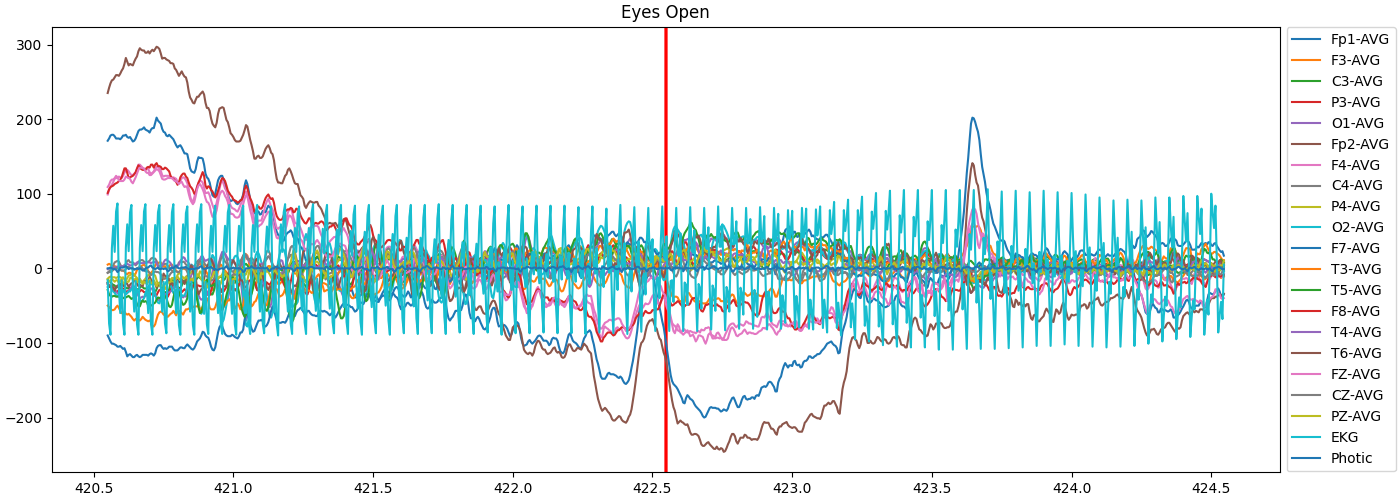 Eyes Open
300
200
100
0
−100
−200
420.5 421.0 421.5 422.0 422.5 423.0 423.5 424.0 424.5
Fp1-AVG
F3-AVG
C3-AVG
P3-AVG
O1-AVG
Fp2-AVG
F4-AVG
C4-AVG
P4-AVG
O2-AVG
F7-AVG
T3-AVG
T5-AVG
F8-AVG
T4-AVG
T6-AVG
FZ-AVG
CZ-AVG
PZ-AVG
EKG
Photic